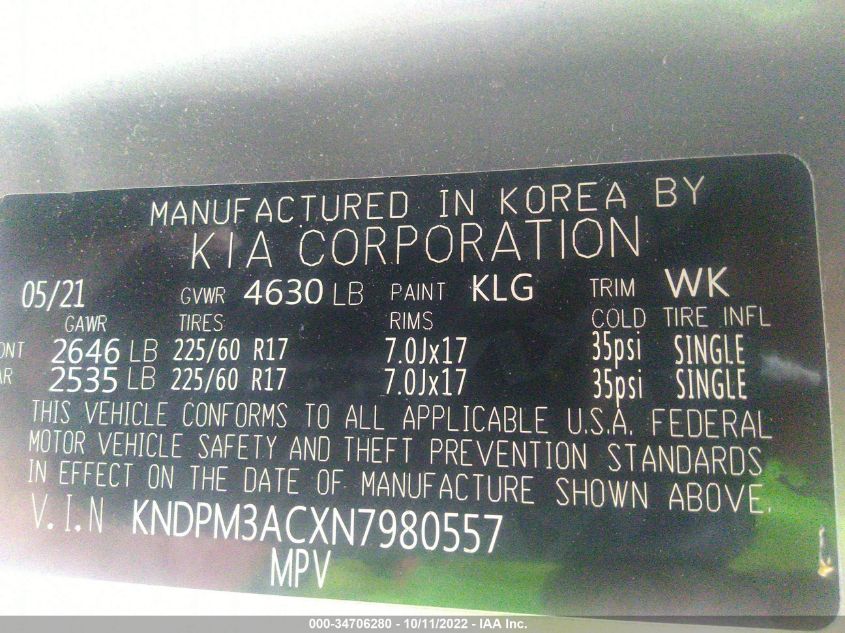 MANUFACTURED IN KOREA BY
KIA CORPORATION
05/21 GVWR 4630 LB PAINT KLG TRIM WK
GAWR TIRES RIMS COLD TIRE INFL
ONT 2646 LB 225/60 R17 7.0Jx17 35psi SINGLE
AR 2535 LB 225/60 R17 7.0Jx17 35psi SINGLE
THIS VEHICLE CONFORMS TO ALL APPLICABLE U.S.A. FEDERAL
MOTOR VEHICLE SAFETY AND THEFT PREVENTION STANDARDS
IN EFFECT ON THE DATE OF MANUFACTURE SHOWN ABOVE.
V.I.N KNDPM3ACXN7980557
MPV
000-34706280 - 10/11/2022 - IAA Inc.